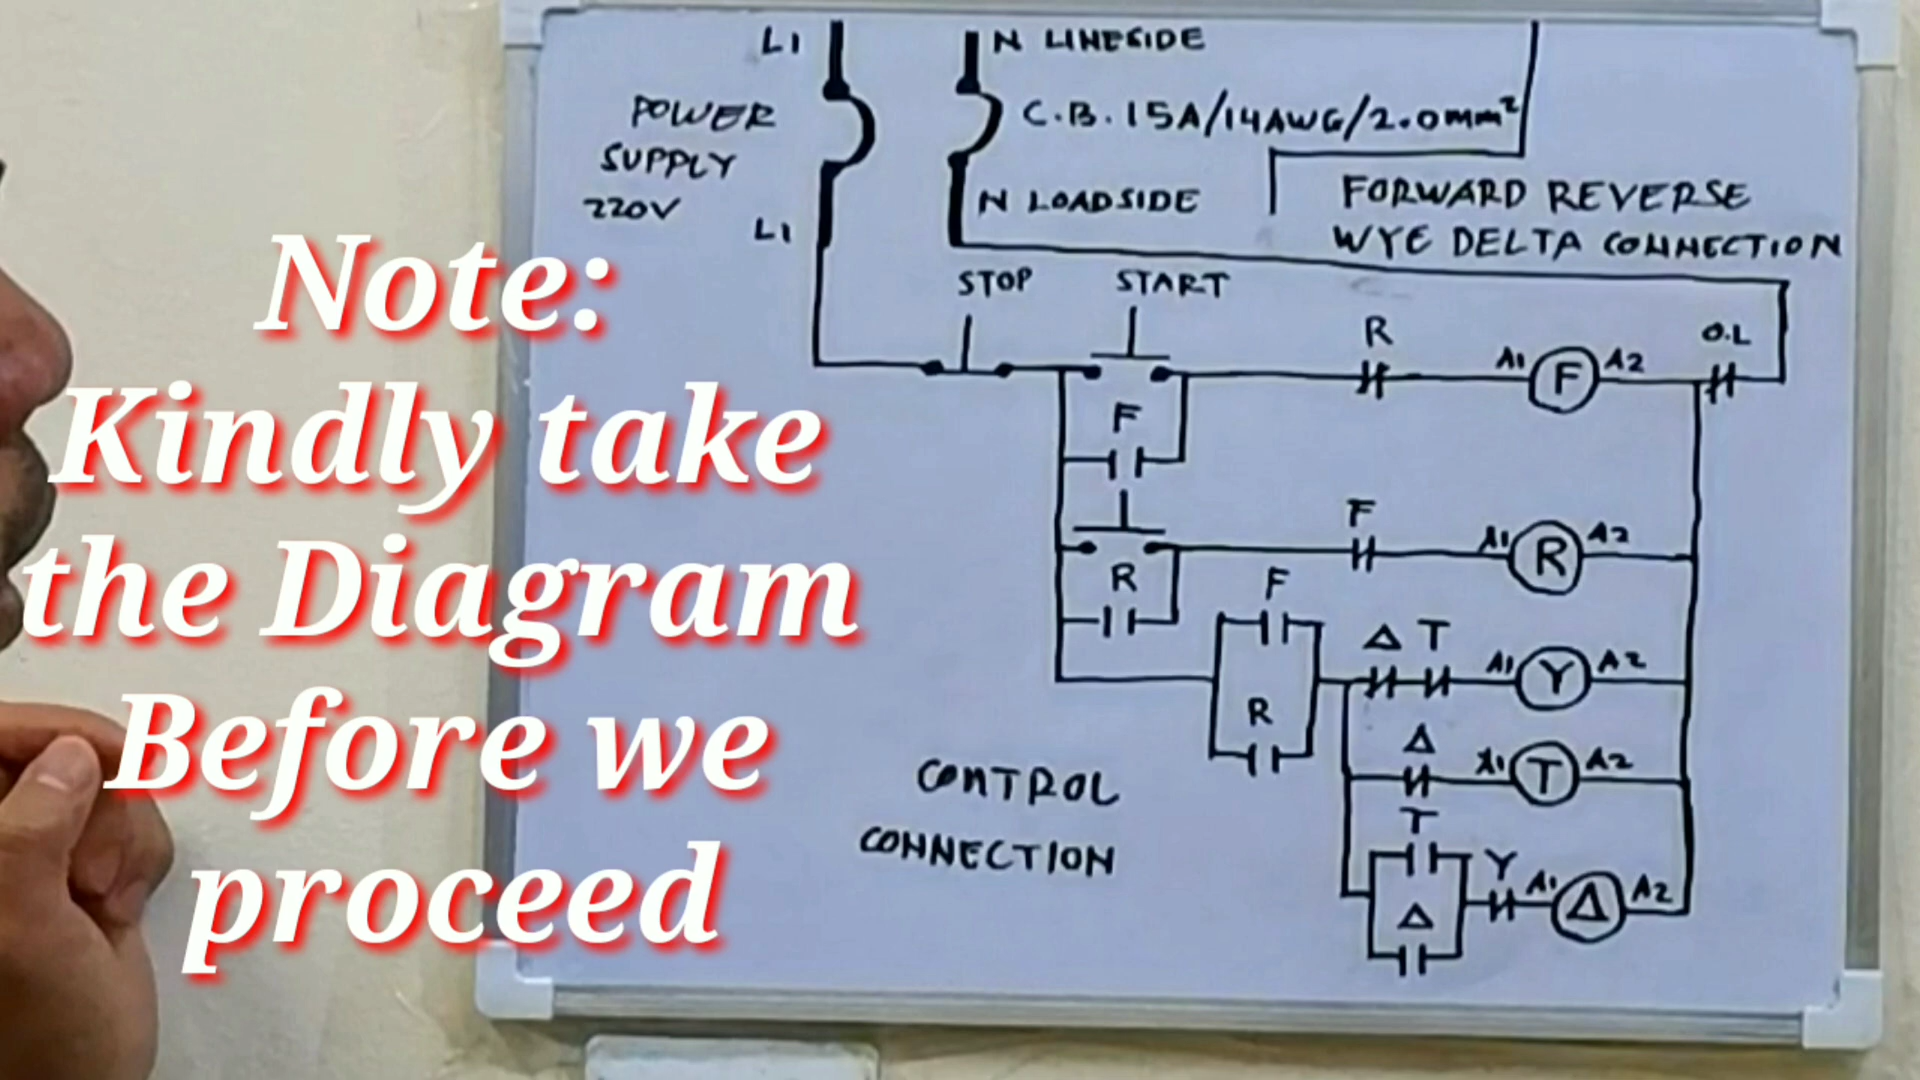 L1
N LINESIDE
POWER
SUPPLY
220V
C.B. 15A/14AWG/2.0mm²
L1
N LOADSIDE
FORWARD REVERSE
WYE DELTA CONNECTION
STOP
START
R
O.L
A1 F A2
F
F
A1 R A2
R
F
Δ T
A1 Y A2
R
Δ
A1 T A2
T
Y
A1 Δ A2
Δ
CONTROL
CONNECTION
Note:
Kindly take
the Diagram
Before we
proceed